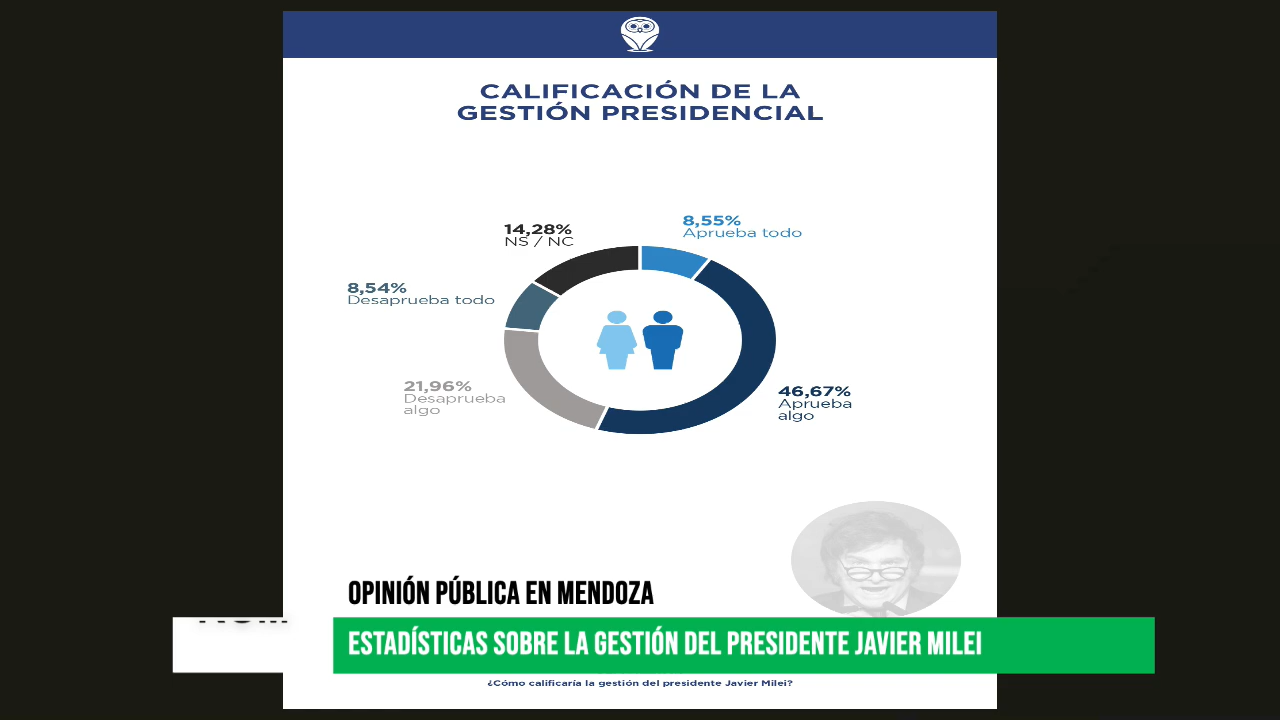 CALIFICACIÓN DE LA
GESTIÓN PRESIDENCIAL
8,55%
Aprueba todo
14,28%
NS / NC
8,54%
Desaprueba todo
21,96%
Desaprueba
algo
46,67%
Aprueba
algo
OPINIÓN PÚBLICA EN MENDOZA
ESTADÍSTICAS SOBRE LA GESTIÓN DEL PRESIDENTE JAVIER MILEI
¿Cómo calificaría la gestión del presidente Javier Milei?